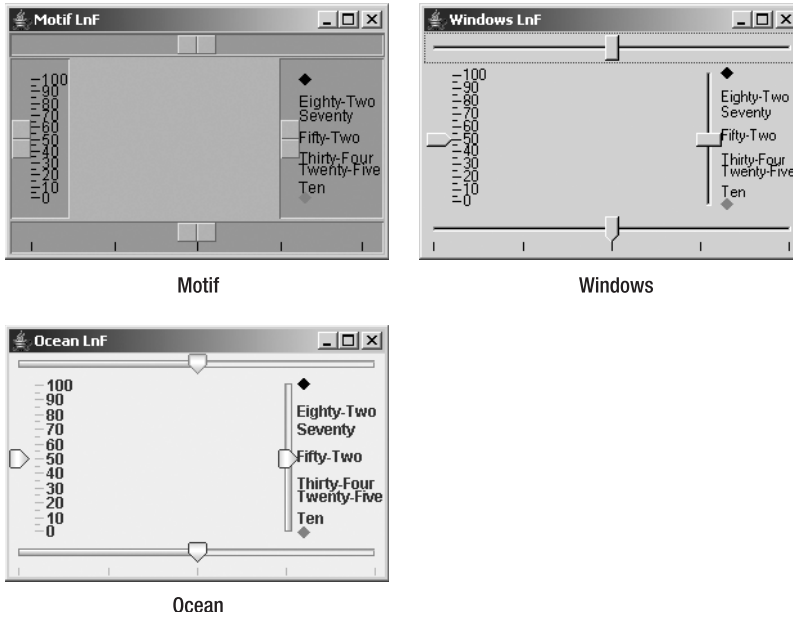 Motif LnF
100
90
80
70
60
50
40
30
20
10
0
Eighty-Two
Seventy
Fifty-Two
Thirty-Four
Twenty-Five
Ten
Motif
Windows LnF
100
90
80
70
60
50
40
30
20
10
0
Eighty-Two
Seventy
Fifty-Two
Thirty-Four
Twenty-Five
Ten
Windows
Ocean LnF
100
90
80
70
60
50
40
30
20
10
0
Eighty-Two
Seventy
Fifty-Two
Thirty-Four
Twenty-Five
Ten
Ocean